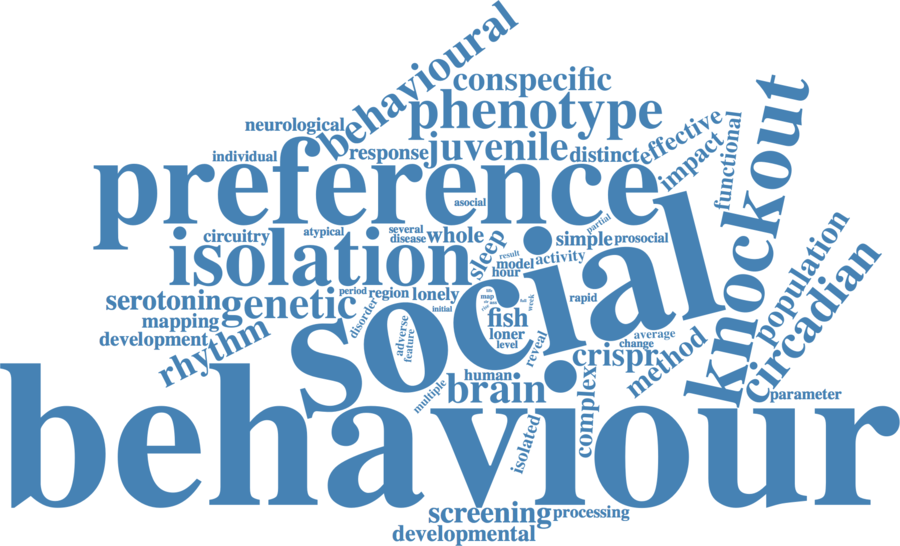 behavioural
conspecific
phenotype
neurological
effective
functional
knockout
individual
response
juvenile
distinct
impact
preference
asocial
partial
circuitry
atypical
several
disease
whole
sleep
simple
prosocial
isolation
result
model
activity
hour
social
population
circadian
serotonin
genetic
period
region
lonely
map
week
rapid
initial
fish
mapping
disorder
adverse
feature
loner
level
reveal
average
change
development
rhythm
crispr
method
human
brain
multiple
complex
parameter
behaviour
isolated
screening
processing
developmental